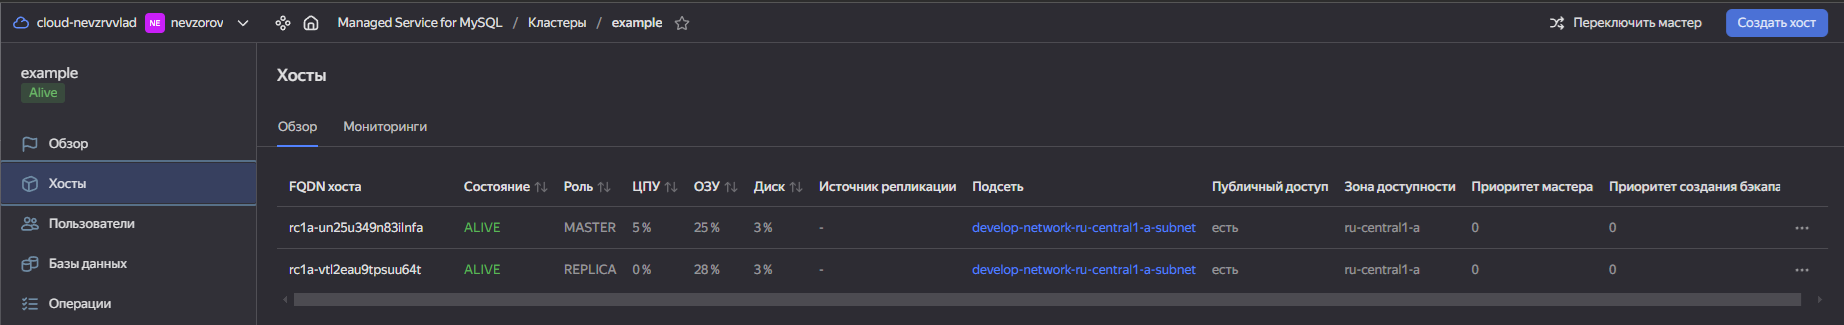 cloud-nevzrvvlad NE nevzorov Managed Service for MySQL / Кластеры / example Переключить мастер Создать хост
example
Alive
Обзор
Хосты
Пользователи
Базы данных
Операции
Хосты
Обзор Мониторинги
FQDN хоста Состояние Роль ЦПУ ОЗУ Диск Источник репликации Подсеть Публичный доступ Зона доступности Приоритет мастера Приоритет создания бэкапа
rc1a-un25u349n83ilnfa ALIVE MASTER 5 % 25 % 3 % - develop-network-ru-central1-a-subnet есть ru-central1-a 0 0
rc1a-vtl2eau9tpsuu64t ALIVE REPLICA 0 % 28 % 3 % - develop-network-ru-central1-a-subnet есть ru-central1-a 0 0